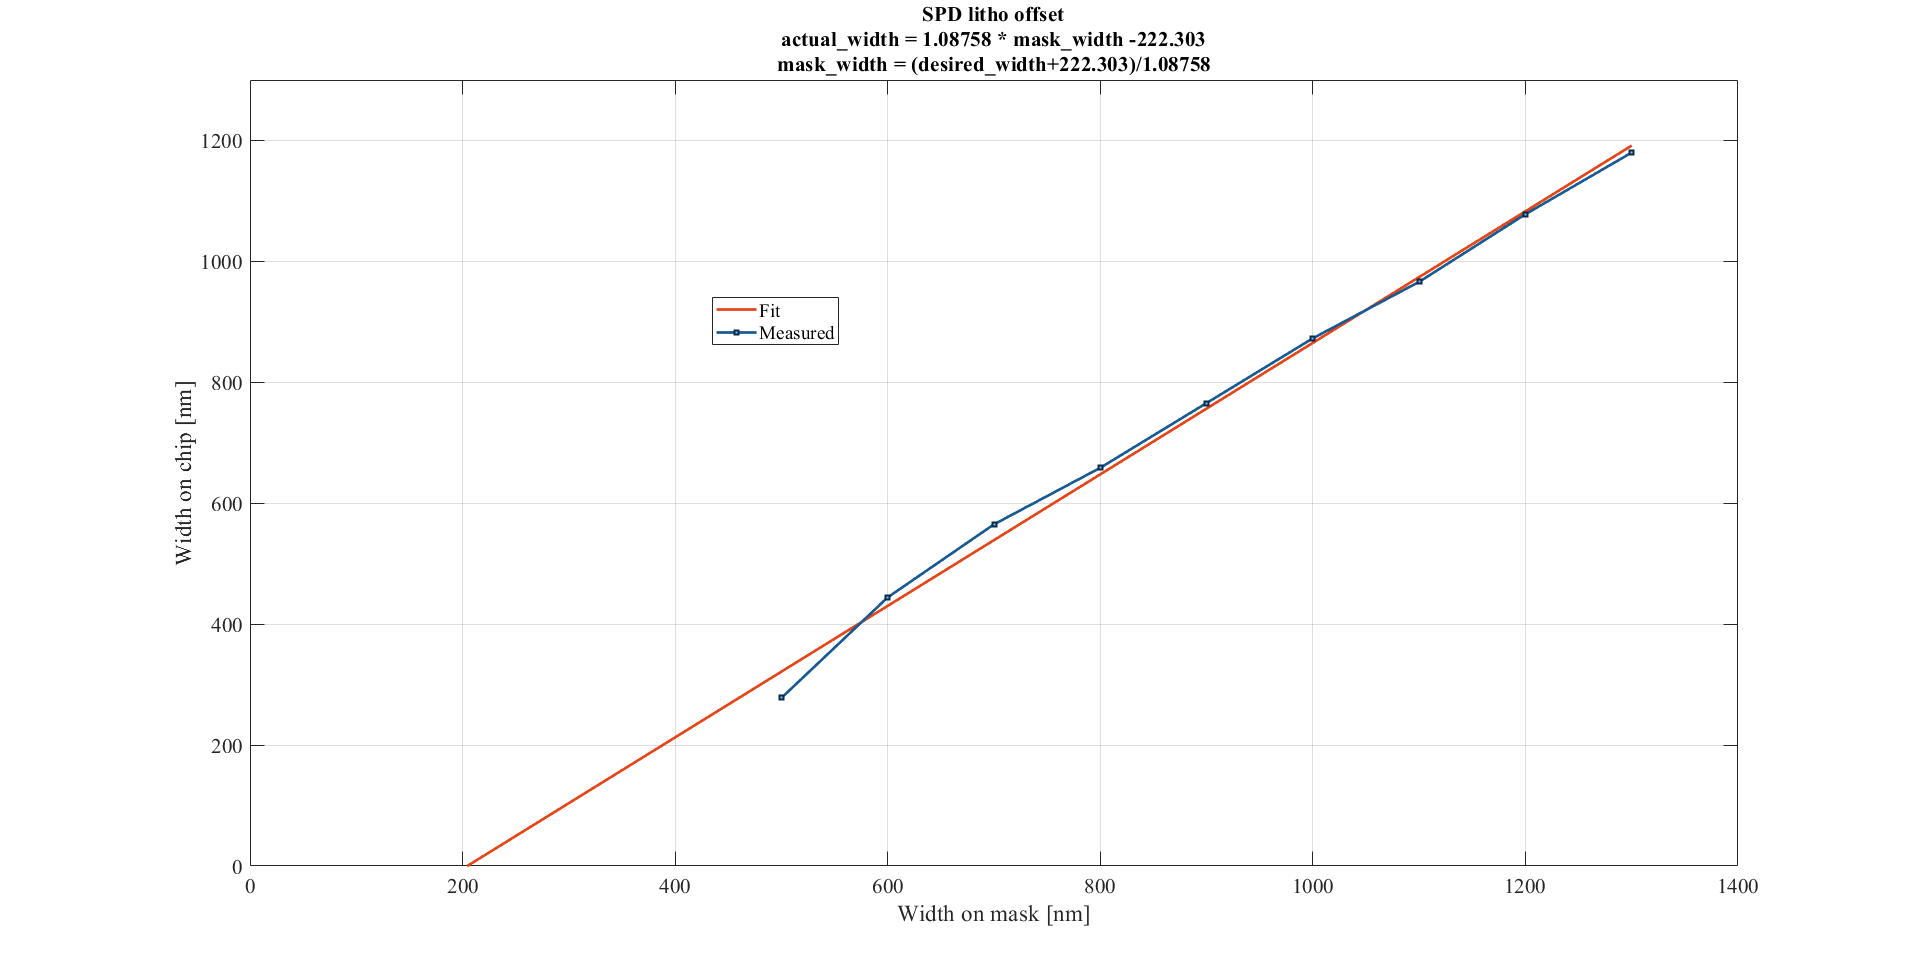 SPD litho offset
actual_width = 1.08758 * mask_width -222.303
mask_width = (desired_width+222.303)/1.08758
1200
1000
800
600
400
200
0
Width on chip [nm]
Fit
Measured
0 200 400 600 800 1000 1200 1400
Width on mask [nm]